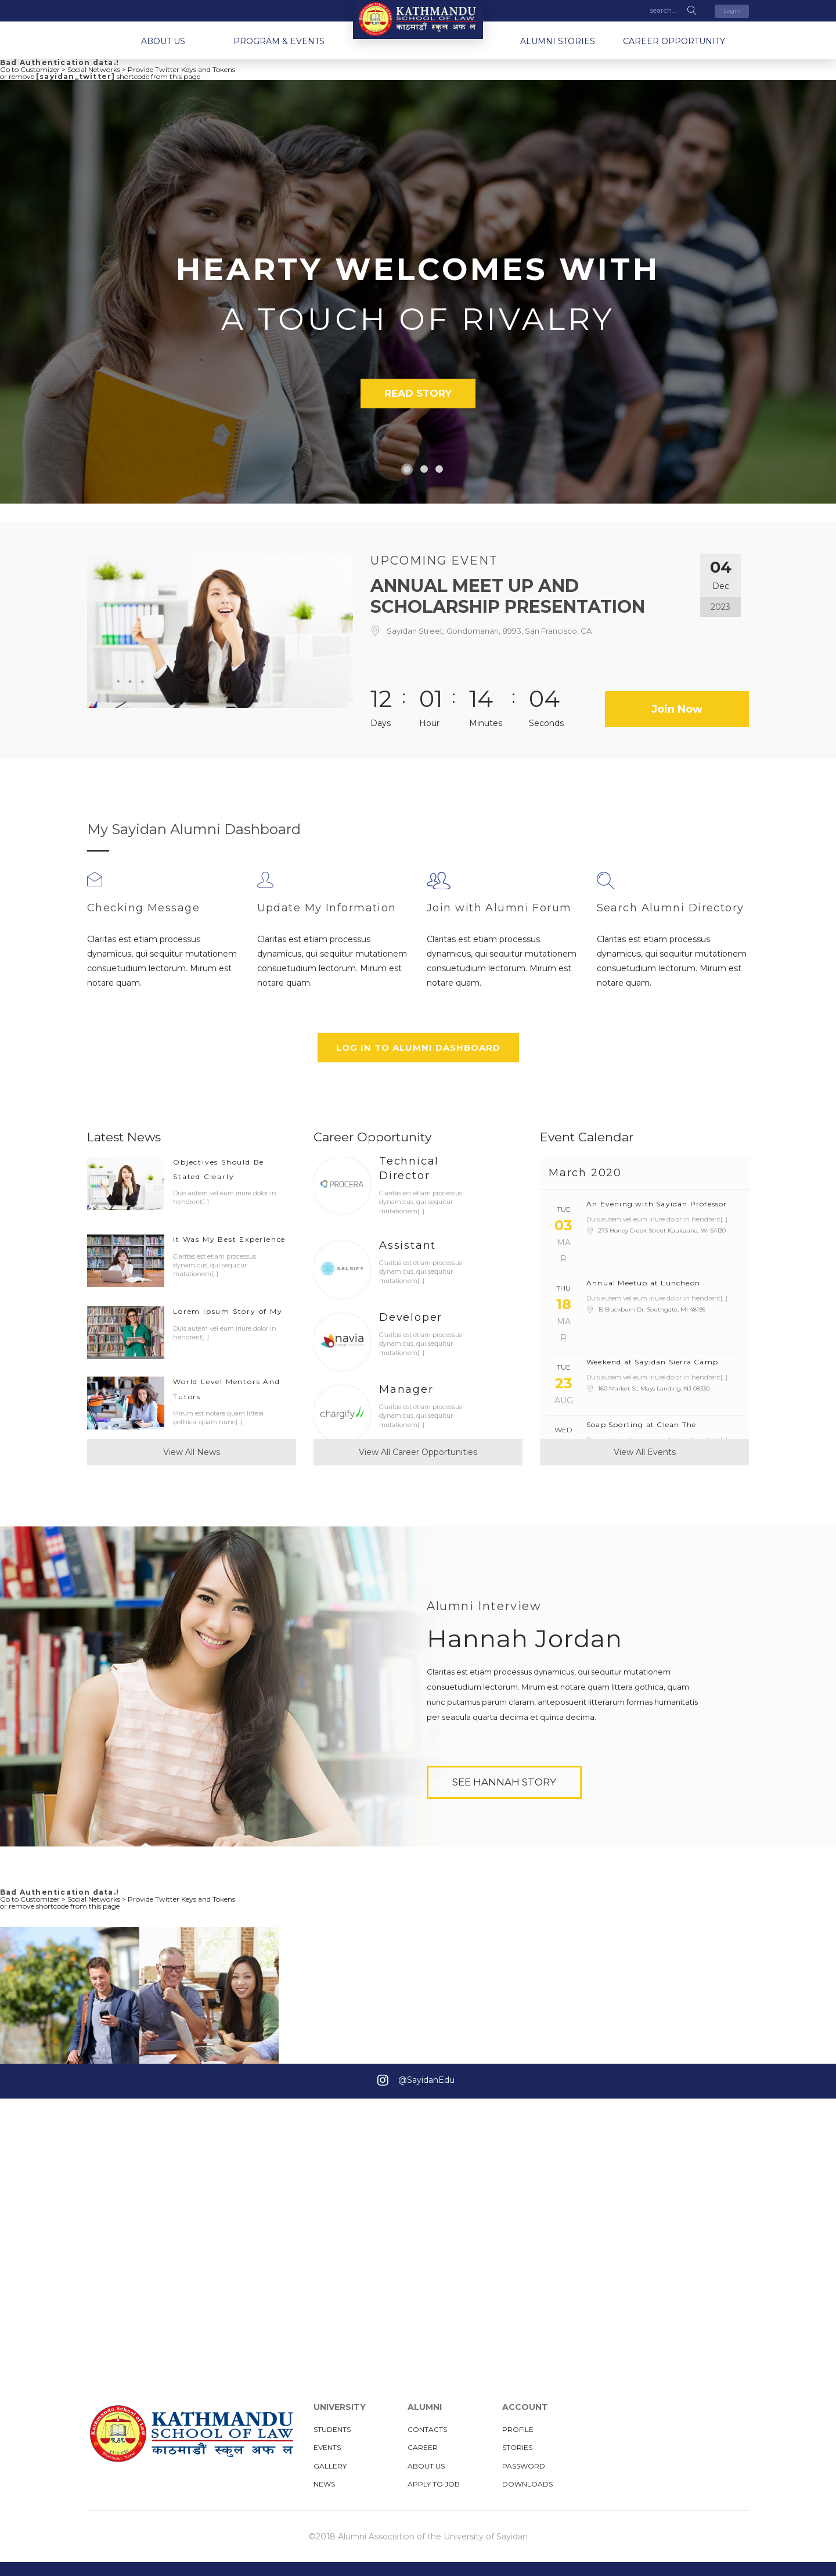 search...
Login
KATHMANDU
SCHOOL OF LAW
काठमाडौं स्कूल अफ ल
ABOUT US
PROGRAM & EVENTS
ALUMNI STORIES
CAREER OPPORTUNITY
Bad Authentication data.!
Go to Customizer > Social Networks > Provide Twitter Keys and Tokens
or remove [sayidan_twitter] shortcode from this page
HEARTY WELCOMES WITH
A TOUCH OF RIVALRY
READ STORY
UPCOMING EVENT
ANNUAL MEET UP AND
SCHOLARSHIP PRESENTATION
Sayidan Street, Gondomanan, 8993, San Francisco, CA
04
Dec
2023
12 : 01 : 14 : 04
Days Hour Minutes Seconds
Join Now
My Sayidan Alumni Dashboard
Checking Message
Claritas est etiam processus
dynamicus, qui sequitur mutationem
consuetudium lectorum. Mirum est
notare quam.
Update My Information
Claritas est etiam processus
dynamicus, qui sequitur mutationem
consuetudium lectorum. Mirum est
notare quam.
Join with Alumni Forum
Claritas est etiam processus
dynamicus, qui sequitur mutationem
consuetudium lectorum. Mirum est
notare quam.
Search Alumni Directory
Claritas est etiam processus
dynamicus, qui sequitur mutationem
consuetudium lectorum. Mirum est
notare quam.
LOG IN TO ALUMNI DASHBOARD
Latest News
Objectives Should Be
Stated Clearly
Duis autem vel eum iriure dolor in
hendrerit[...]
It Was My Best Experience
Claritas est etiam processus
dynamicus, qui sequitur
mutationem[...]
Lorem Ipsum Story of My
Duis autem vel eum iriure dolor in
hendrerit[...]
World Level Mentors And
Tutors
Mirum est notare quam littera
gothica, quam nunc[...]
View All News
Career Opportunity
PROCERA
Technical
Director
Claritas est etiam processus
dynamicus, qui sequitur
mutationem[...]
SALSIFY
Assistant
Claritas est etiam processus
dynamicus, qui sequitur
mutationem[...]
navia
Developer
Claritas est etiam processus
dynamicus, qui sequitur
mutationem[...]
chargify
Manager
Claritas est etiam processus
dynamicus, qui sequitur
mutationem[...]
View All Career Opportunities
Event Calendar
March 2020
TUE
03
MA
R
An Evening with Sayidan Professor
Duis autem vel eum iriure dolor in hendrerit[...]
273 Honey Creek Street Kaukauna, WI 54130
THU
18
MA
R
Annual Meetup at Luncheon
Duis autem vel eum iriure dolor in hendrerit[...]
15 Blackburn Dr. Southgate, MI 48195
TUE
23
AUG
Weekend at Sayidan Sierra Camp
Duis autem vel eum iriure dolor in hendrerit[...]
160 Market St. Mays Landing, NJ 08330
WED
Soap Sporting at Clean The
View All Events
Alumni Interview
Hannah Jordan
Claritas est etiam processus dynamicus, qui sequitur mutationem
consuetudium lectorum. Mirum est notare quam littera gothica, quam
nunc putamus parum claram, anteposuerit litterarum formas humanitatis
per seacula quarta decima et quinta decima.
SEE HANNAH STORY
Bad Authentication data.!
Go to Customizer > Social Networks > Provide Twitter Keys and Tokens
or remove shortcode from this page
@SayidanEdu
KATHMANDU
SCHOOL OF LAW
काठमाडौं स्कूल अफ ल
UNIVERSITY
STUDENTS
EVENTS
GALLERY
NEWS
ALUMNI
CONTACTS
CAREER
ABOUT US
APPLY TO JOB
ACCOUNT
PROFILE
STORIES
PASSWORD
DOWNLOADS
©2018 Alumni Association of the University of Sayidan